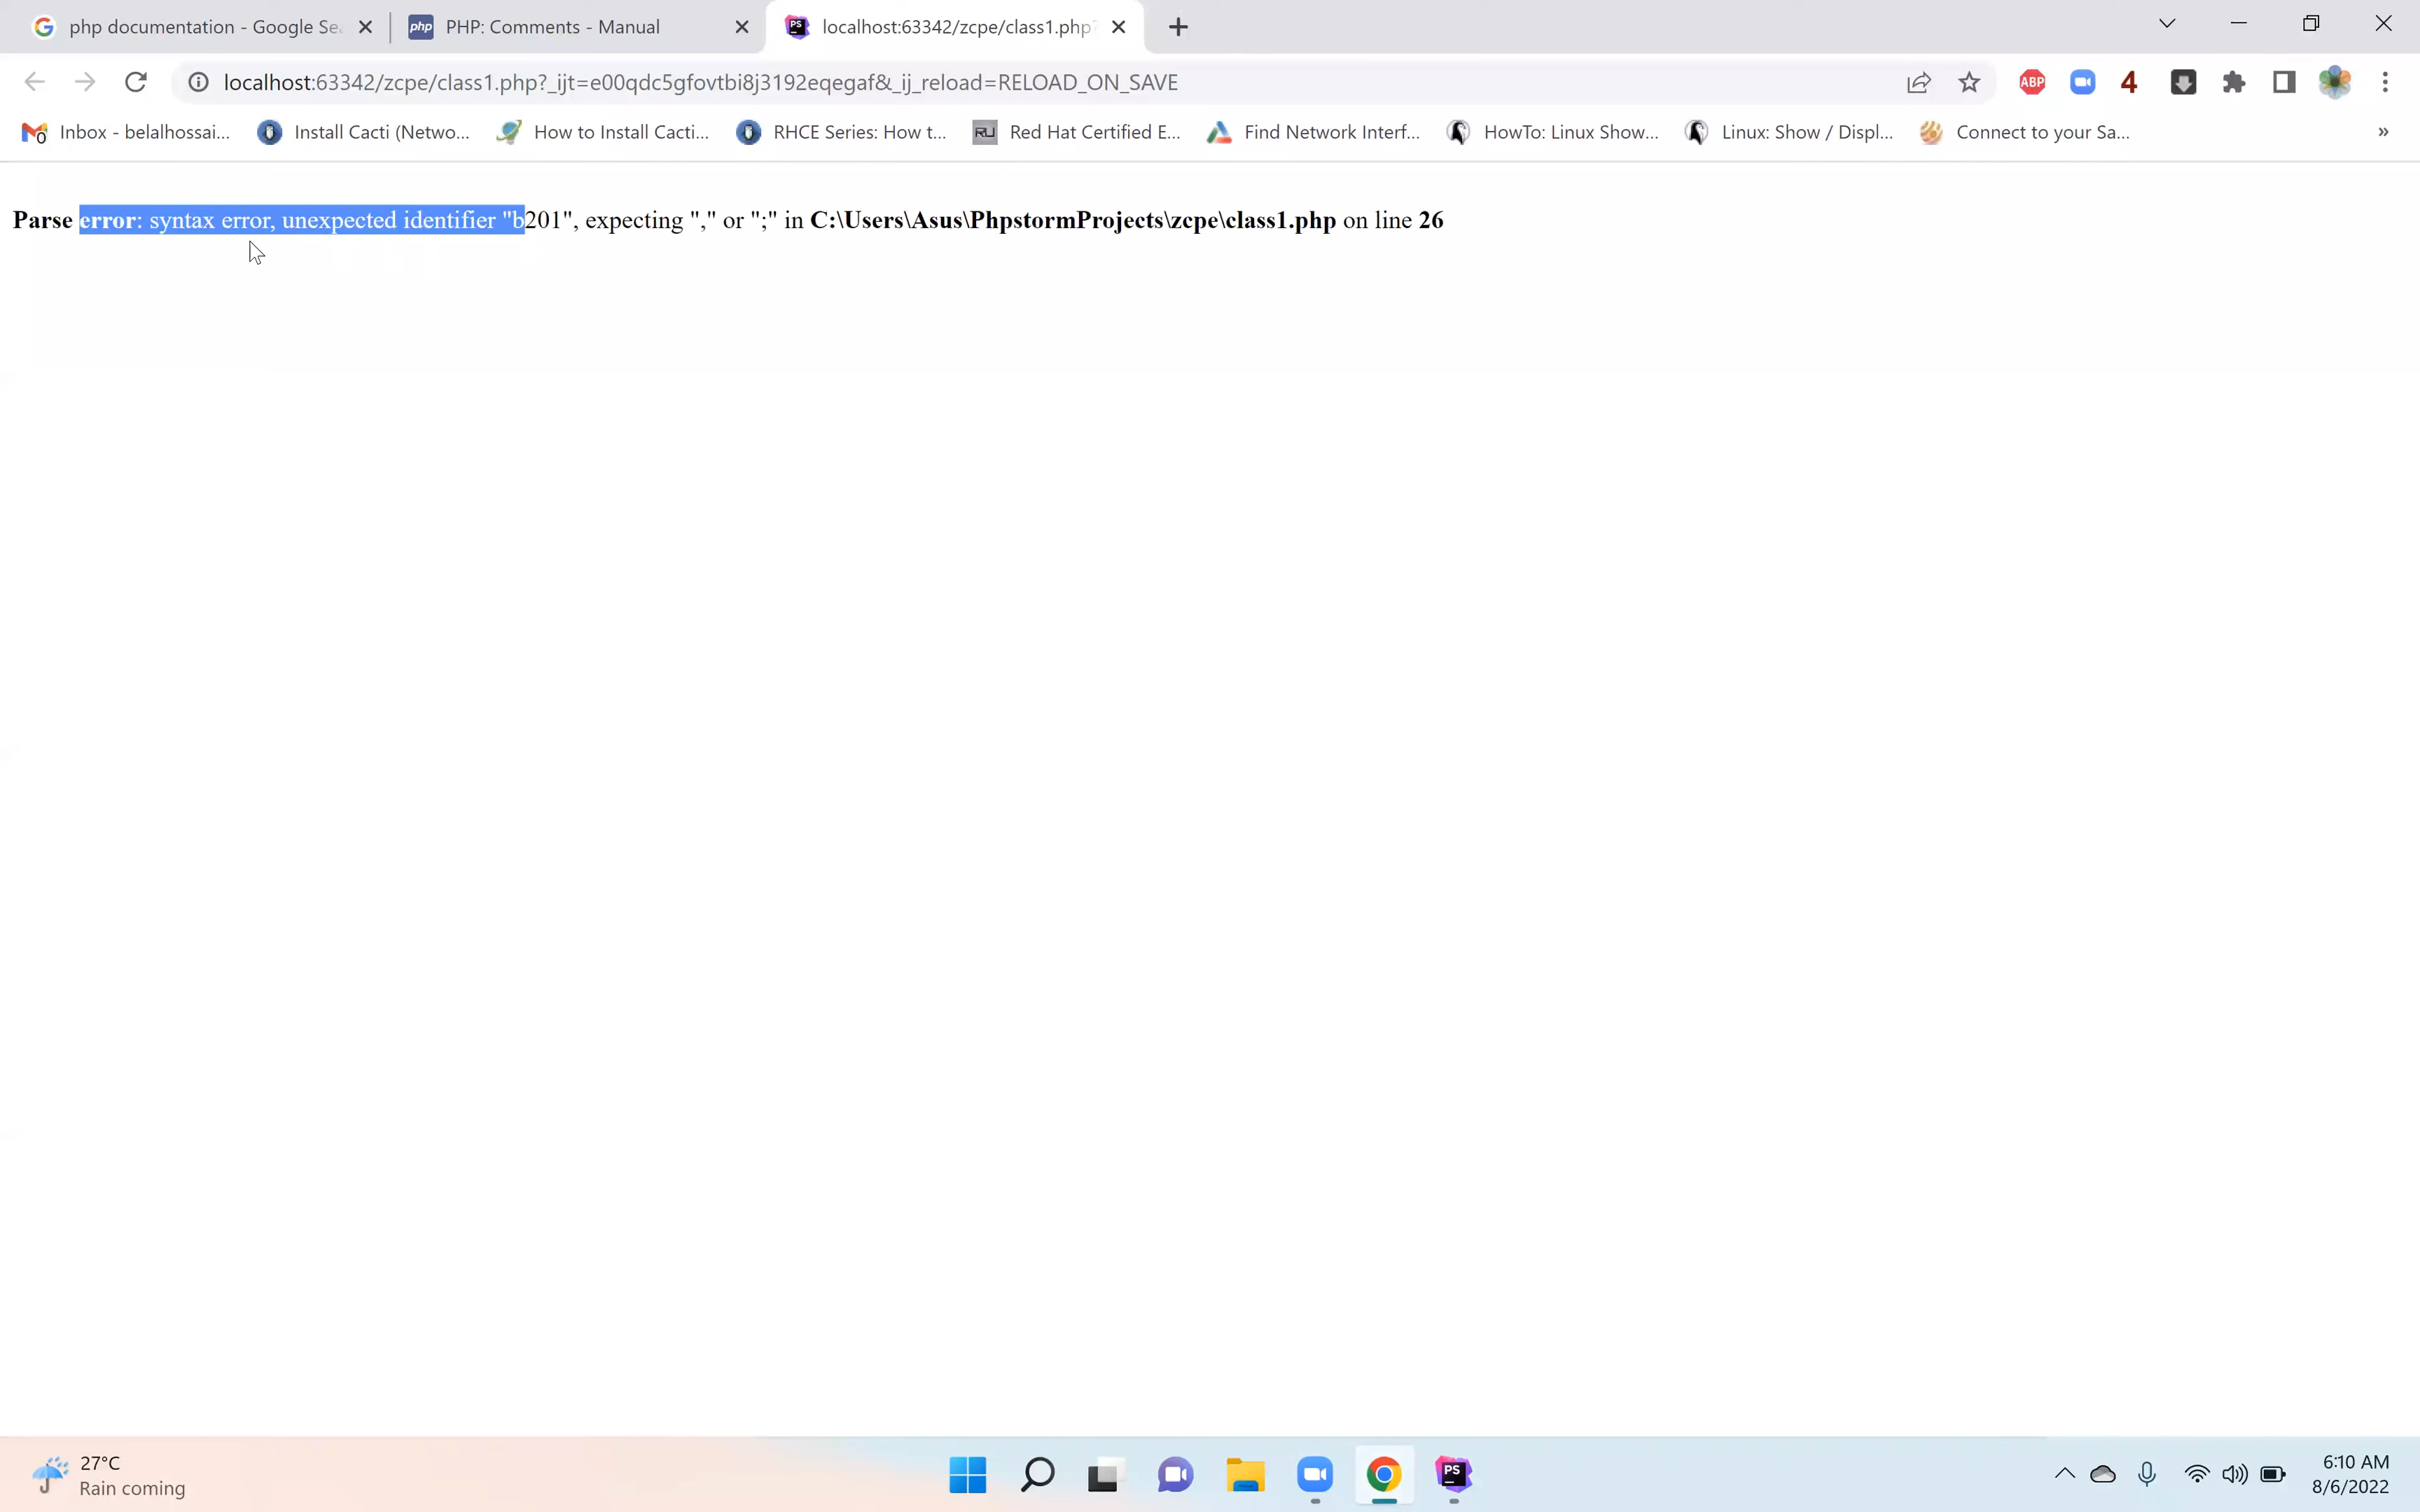 php documentation - Google Se
PHP: Comments - Manual
localhost:63342/zcpe/class1.php?
localhost:63342/zcpe/class1.php?_ijt=e00qdc5gfovtbi8j3192eqegaf&_ij_reload=RELOAD_ON_SAVE
ABP
4
Inbox - belalhossai...
Install Cacti (Netwo...
How to Install Cacti...
RHCE Series: How t...
Red Hat Certified E...
Find Network Interf...
HowTo: Linux Show...
Linux: Show / Displ...
Connect to your Sa...
»
Parse error: syntax error, unexpected identifier "b201", expecting "," or ";" in C:\Users\Asus\PhpstormProjects\zcpe\class1.php on line 26
27°C
Rain coming
PS
6:10 AM
8/6/2022